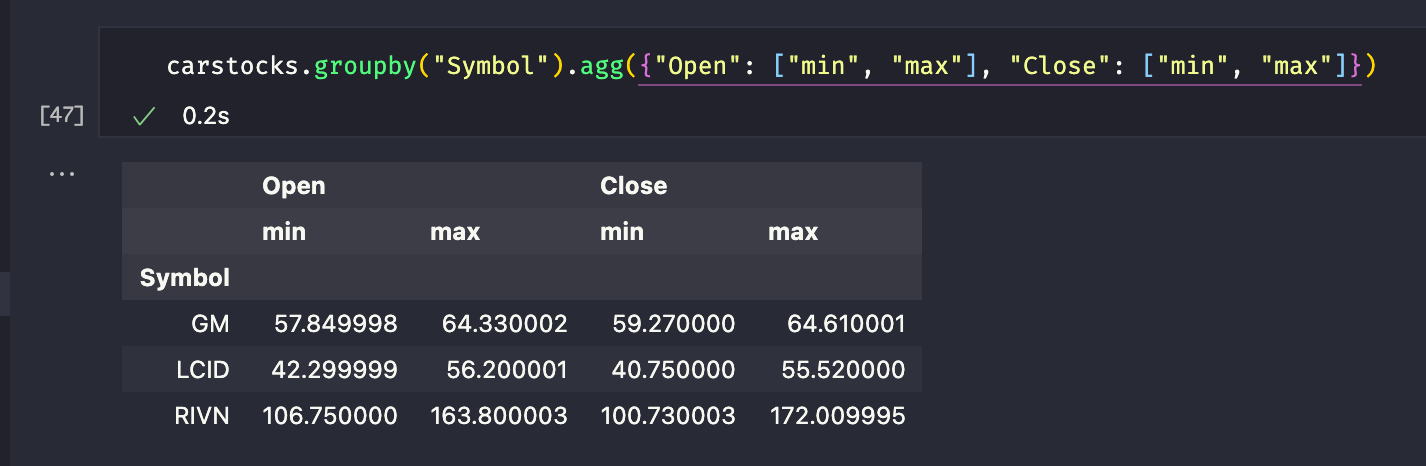 carstocks.groupby("Symbol").agg({"Open": ["min", "max"], "Close": ["min", "max"]})
[47] ✓ 0.2s
...
Open Close
min max min max
Symbol
GM 57.849998 64.330002 59.270000 64.610001
LCID 42.299999 56.200001 40.750000 55.520000
RIVN 106.750000 163.800003 100.730003 172.009995